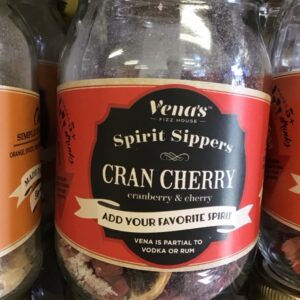 Vena's™
FIZZ HOUSE
Spirit Sippers
CRAN CHERRY
cranberry & cherry
ADD YOUR FAVORITE SPIRIT
VENA IS PARTIAL TO
VODKA OR RUM